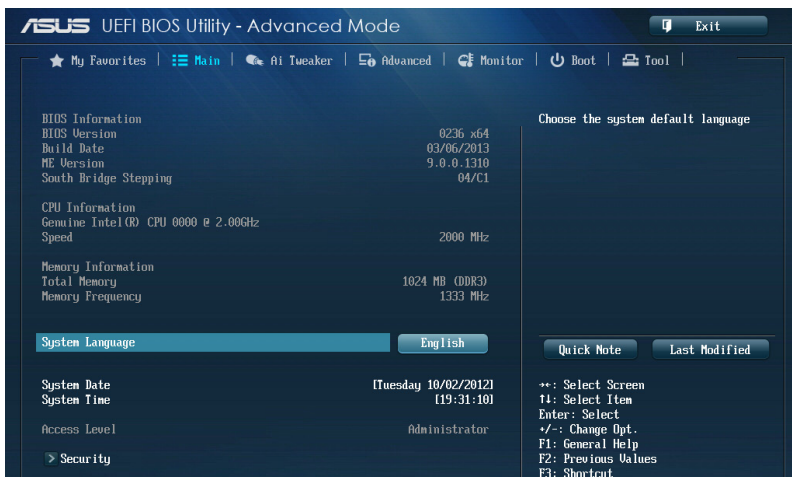 ASUS UEFI BIOS Utility - Advanced Mode
Exit
My Favorites
Main
Ai Tweaker
Advanced
Monitor
Boot
Tool
BIOS Information
BIOS Version 0236 x64
Build Date 03/06/2013
ME Version 9.0.0.1310
South Bridge Stepping 04/C1
CPU Information
Genuine Intel(R) CPU 0000 @ 2.00GHz
Speed 2000 MHz
Memory Information
Total Memory 1024 MB (DDR3)
Memory Frequency 1333 MHz
System Language English
System Date [Tuesday 10/02/2012]
System Time [19:31:10]
Access Level Administrator
> Security
Choose the system default language
Quick Note
Last Modified
→←: Select Screen
↑↓: Select Item
Enter: Select
+/-: Change Opt.
F1: General Help
F2: Previous Values
F3: Shortcut